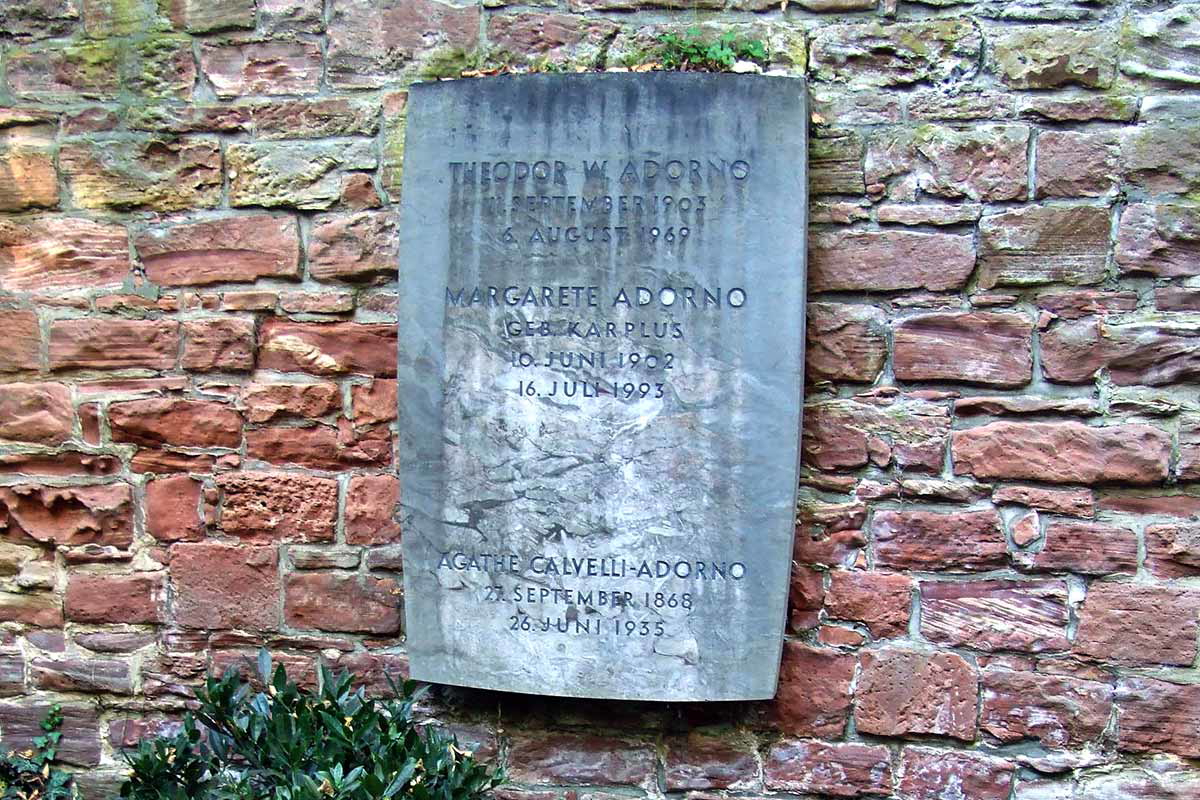 THEODOR W. ADORNO
11. SEPTEMBER 1903
6. AUGUST 1969
MARGARETE ADORNO
GEB. KARPLUS
10. JUNI 1902
16. JULI 1993
AGATHE CALVELLI-ADORNO
27. SEPTEMBER 1868
26. JUNI 1935